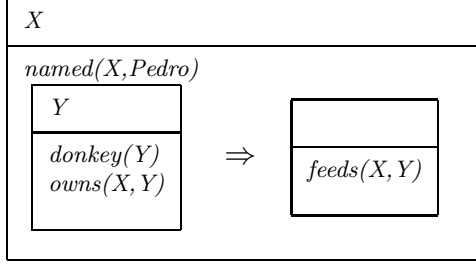 X
named(X,Pedro)
Y
donkey(Y)
owns(X,Y)
⇒
feeds(X,Y)